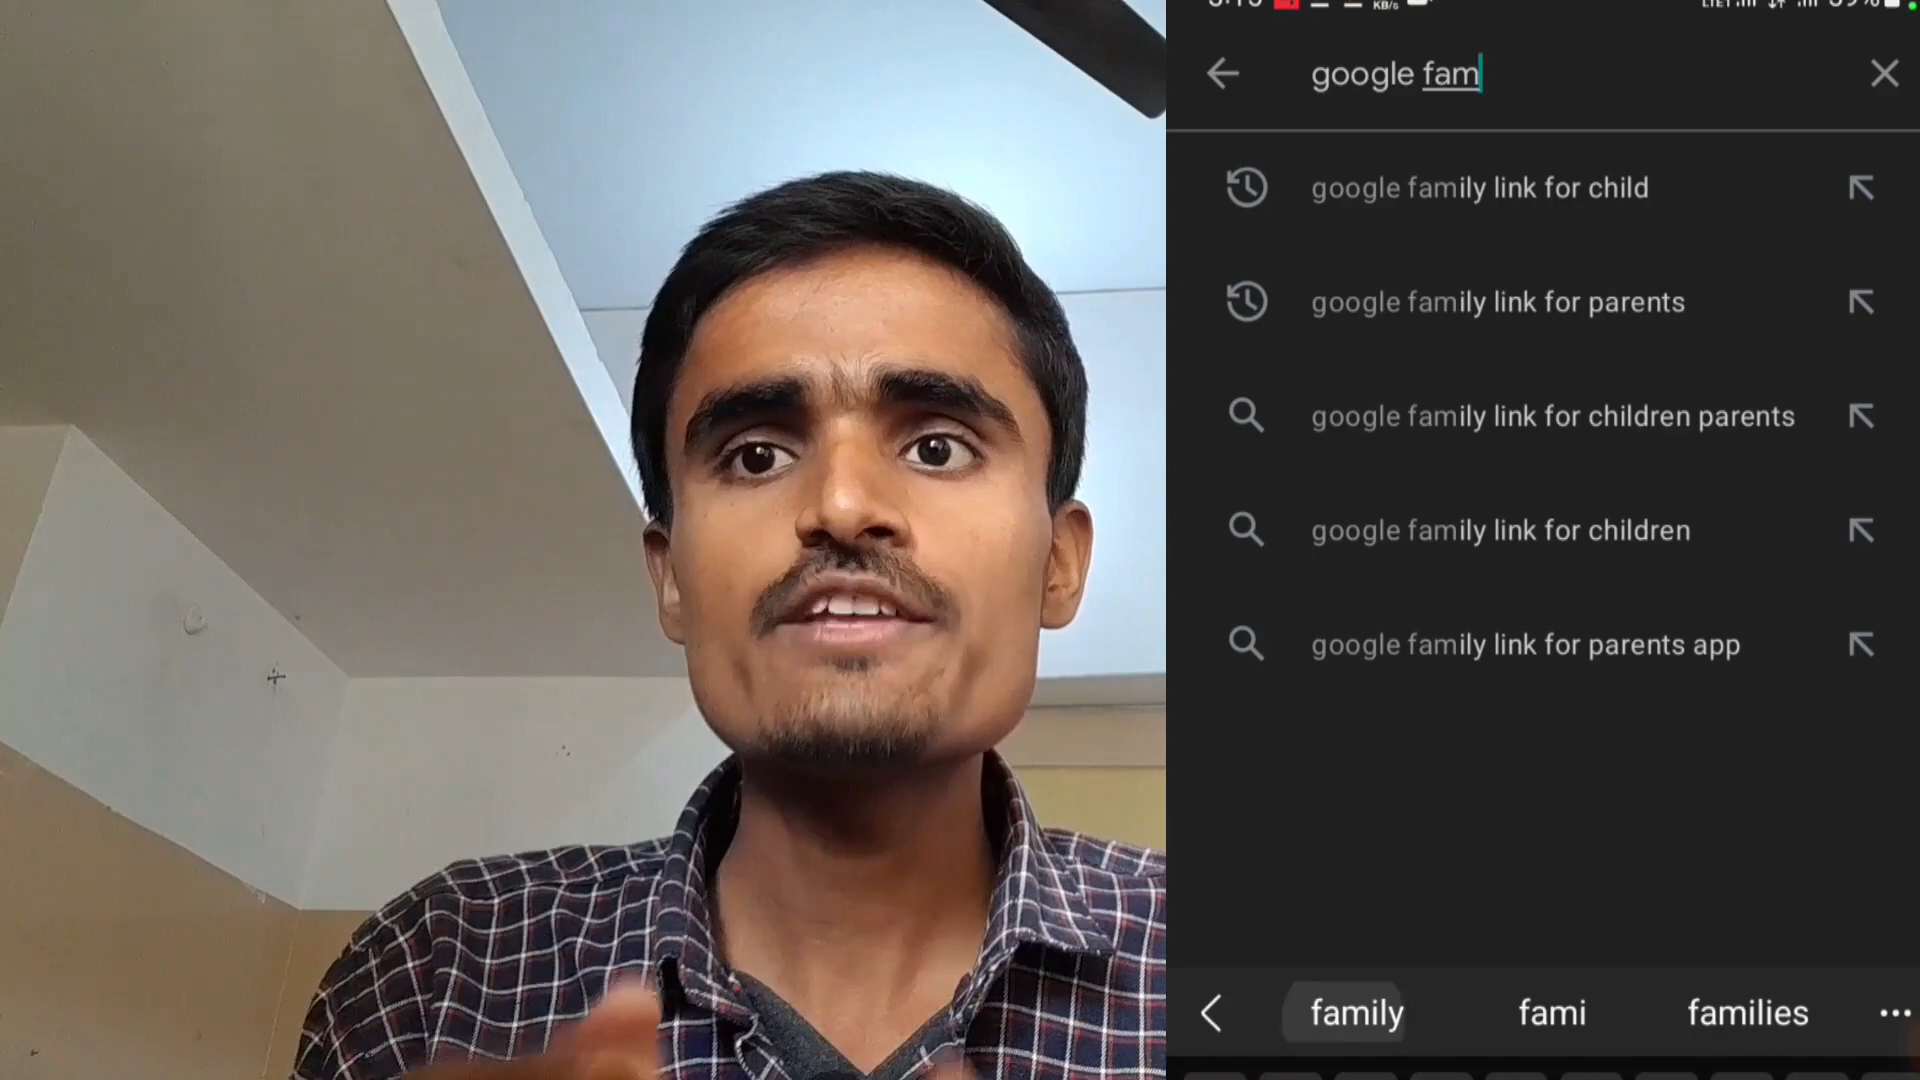 KB/s
google fam
google family link for child
google family link for parents
google family link for children parents
google family link for children
google family link for parents app
family fami families